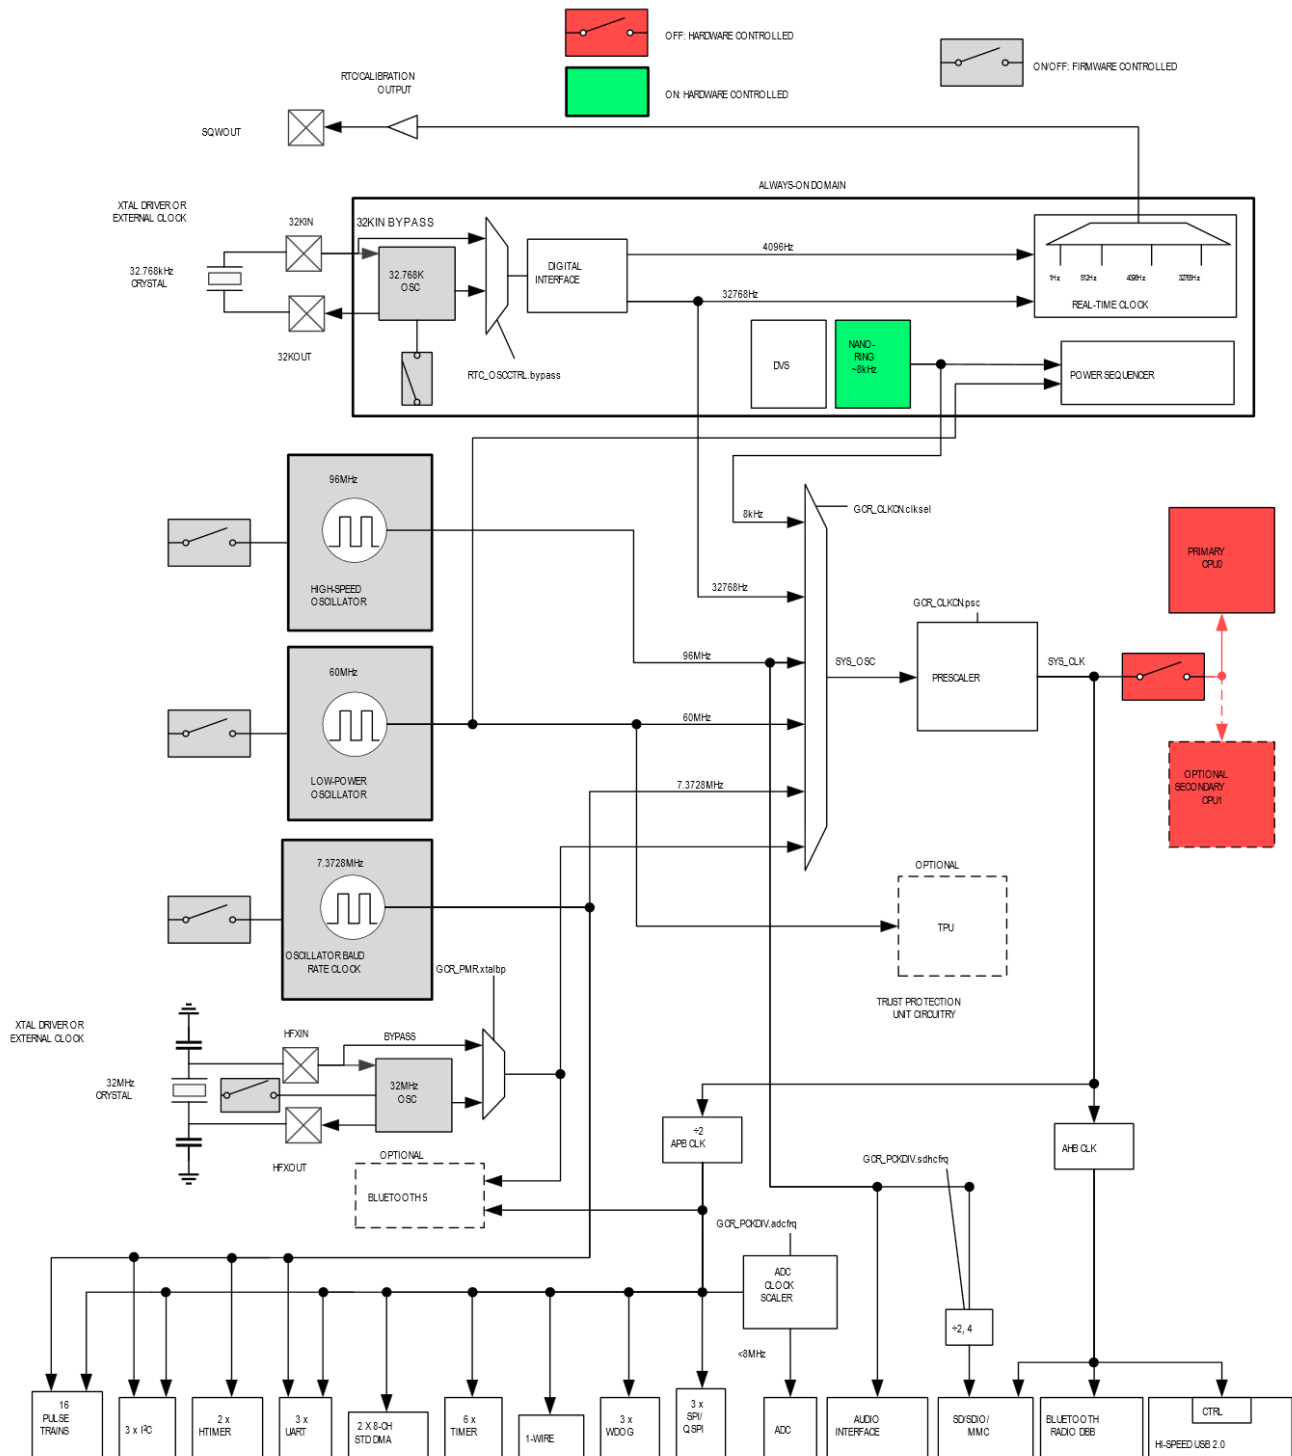 OFF: HARDWARE CONTROLLED
ON/OFF: FIRMWARE CONTROLLED
ON: HARDWARE CONTROLLED
RTC/CALIBRATION
OUTPUT
SQWOUT
ALWAYS-ON DOMAIN
XTAL DRIVER OR
EXTERNAL CLOCK
32KIN
32KIN BYPASS
32.768kHz
CRYSTAL
32.768K
OSC
DIGITAL
INTERFACE
4096Hz
1Hz
512Hz
4096Hz
32768Hz
REAL-TIME CLOCK
32768Hz
32KOUT
RTC_OSCCTRL.bypass
DVS
NANO-
RING
~8kHz
POWER SEQUENCER
96MHz
HIGH-SPEED
OSCILLATOR
8kHz
GCR_CLKCN.clksel
32768Hz
96MHz
60MHz
7.3728MHz
SYS_OSC
GCR_CLKCN.psc
PRESCALER
SYS_CLK
PRIMARY
CPU0
OPTIONAL
SECONDARY
CPU1
60MHz
LOW-POWER
OSCILLATOR
7.3728MHz
OSCILLATOR BAUD
RATE CLOCK
OPTIONAL
TPU
TRUST PROTECTION
UNIT CIRCUITRY
GCR_PMR.xtalbp
XTAL DRIVER OR
EXTERNAL CLOCK
HFXIN
BYPASS
32MHz
CRYSTAL
32MHz
OSC
HFXOUT
OPTIONAL
BLUETOOTH 5
÷2
APB CLK
AHB CLK
GCR_PCKDIV.sdhcfrq
GCR_PCKDIV.adcfrq
ADC
CLOCK
SCALER
÷2, 4
<8MHz
16
PULSE
TRAINS
3 x I²C
2 x
HTIMER
3 x
UART
2 X 8-CH
STD DMA
6 x
TIMER
1-WIRE
3 x
WDOG
3 x
SPI/
QSPI
ADC
AUDIO
INTERFACE
SD/SDIO/
MMC
BLUETOOTH
RADIO DBB
CTRL
HI-SPEED USB 2.0